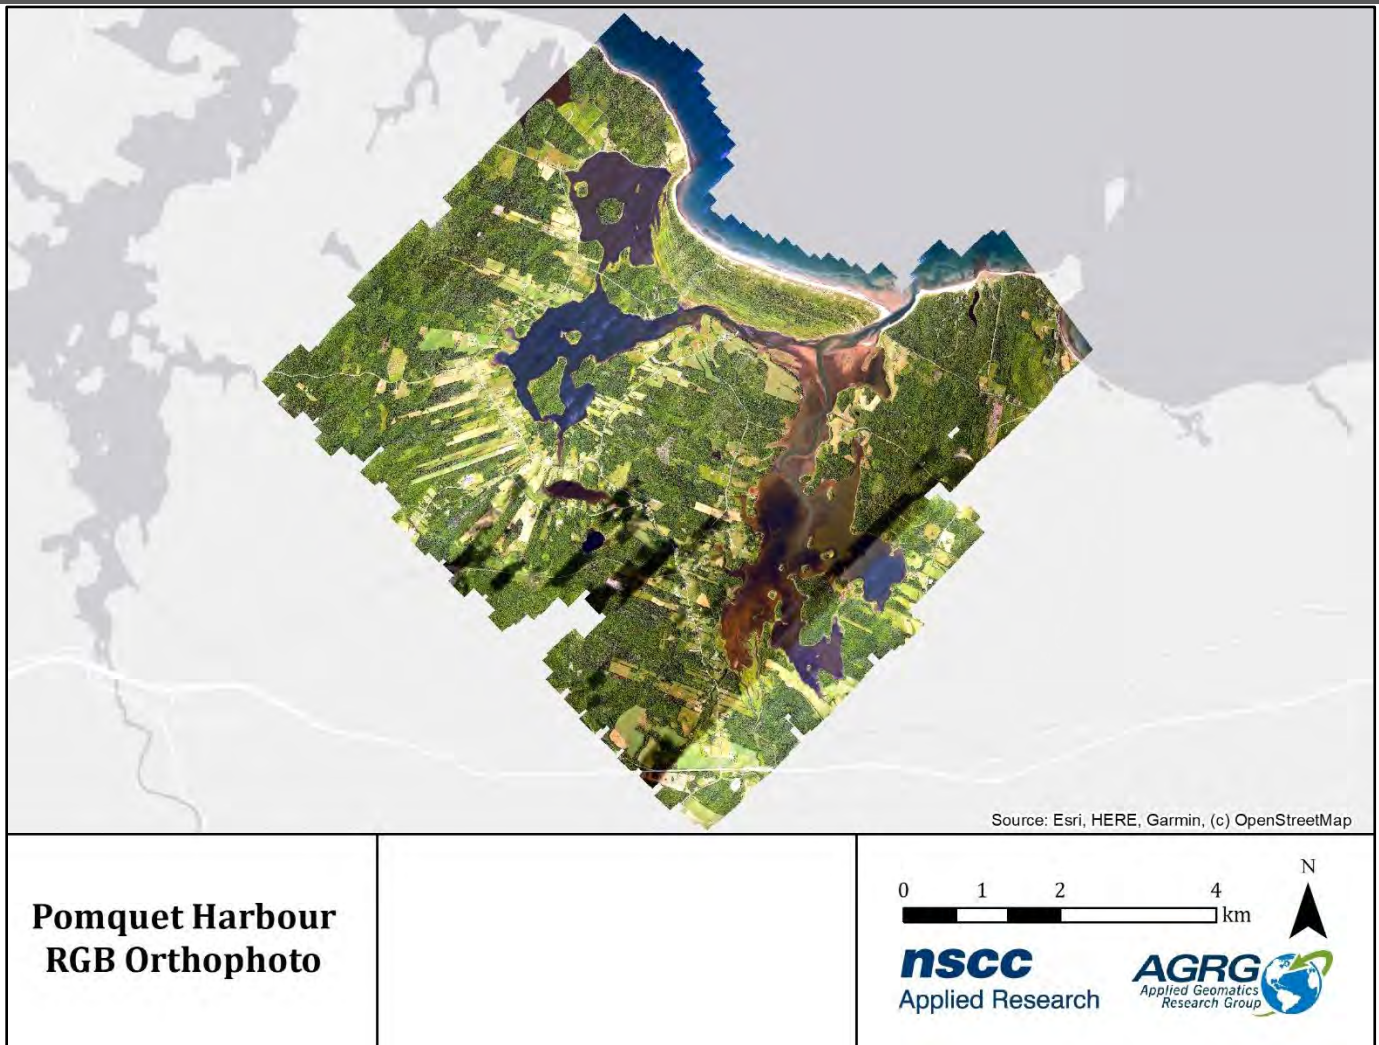 Source: Esri, HERE, Garmin, (c) OpenStreetMap
Pomquet Harbour
RGB Orthophoto
0 1 2 4
km
N
nscc
Applied Research
AGRG
Applied Geomatics
Research Group